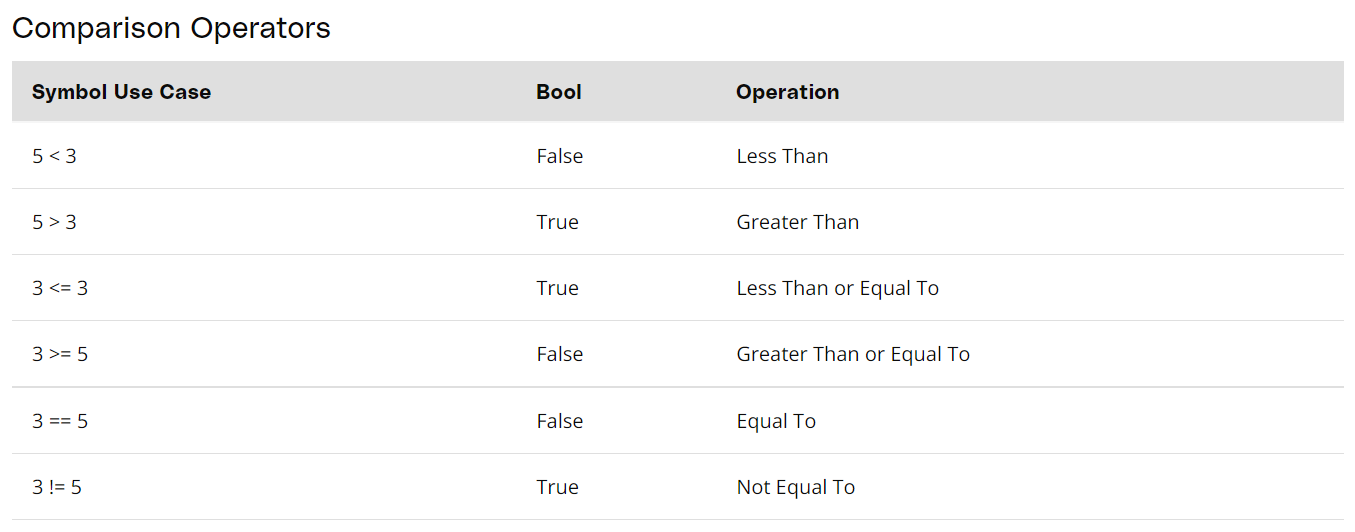 Comparison Operators
Symbol Use Case Bool Operation
5 < 3 False Less Than
5 > 3 True Greater Than
3 <= 3 True Less Than or Equal To
3 >= 5 False Greater Than or Equal To
3 == 5 False Equal To
3 != 5 True Not Equal To